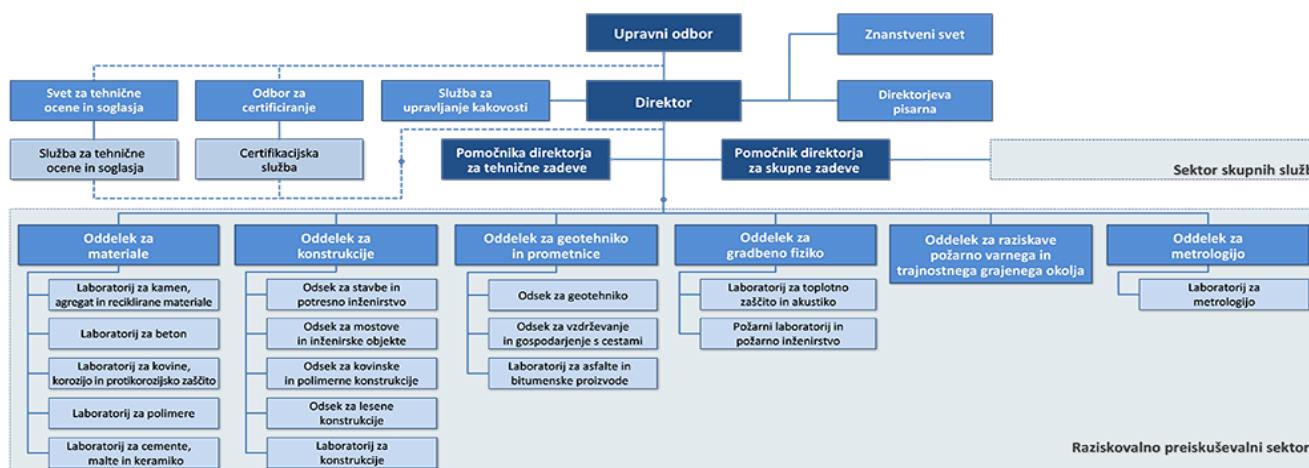 Upravni odbor
Znanstveni svet
Svet za tehnične
ocene in soglasja
Odbor za
certificiranje
Služba za
upravljanje kakovosti
Direktor
Direktorjeva
pisarna
Služba za tehnične
ocene in soglasja
Certifikacijska
služba
Pomočnika direktorja
za tehnične zadeve
Pomočnik direktorja
za skupne zadeve
Sektor skupnih služb
Oddelek za
materiale
Laboratorij za kamen,
agregat in reciklirane materiale
Laboratorij za beton
Laboratorij za kovine,
korozijo in protikorozijsko zaščito
Laboratorij za polimere
Laboratorij za cemente,
malte in keramiko
Oddelek za
konstrukcije
Odsek za stavbe in
potresno inženirstvo
Odsek za mostove
in inženirske objekte
Odsek za kovinske
in polimerne konstrukcije
Odsek za lesene
konstrukcije
Laboratorij za
konstrukcije
Oddelek za geotehniko
in prometnice
Odsek za geotehniko
Odsek za vzdrževanje
in gospodarjenje s cestami
Laboratorij za asfalte in
bitumenske proizvode
Oddelek za
gradbeno fiziko
Laboratorij za toplotno
zaščito in akustiko
Požarni laboratorij in
požarno inženirstvo
Oddelek za raziskave
požarno varnega in
trajnostnega grajenega okolja
Oddelek za
metrologijo
Laboratorij za
metrologijo
Raziskovalno preiskuševalni sektor